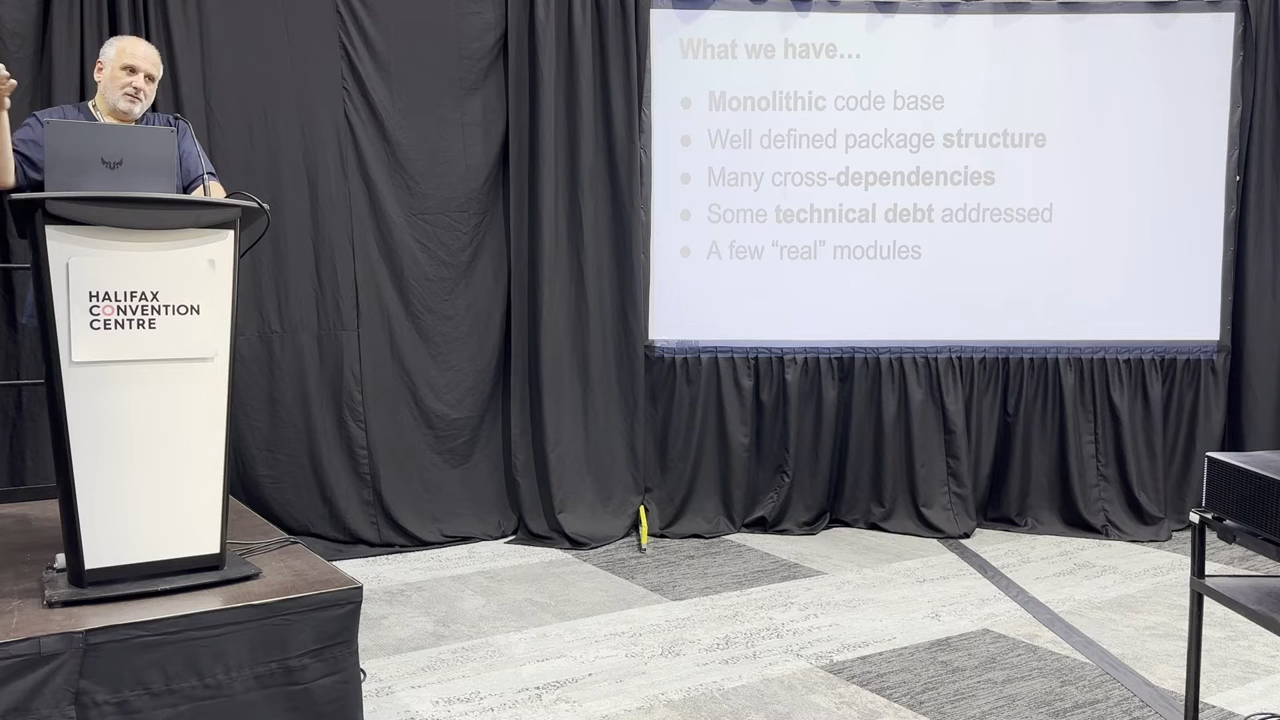 What we have…
● Monolithic code base
● Well defined package structure
● Many cross-dependencies
● Some technical debt addressed
● A few “real” modules
HALIFAX
CONVENTION
CENTRE